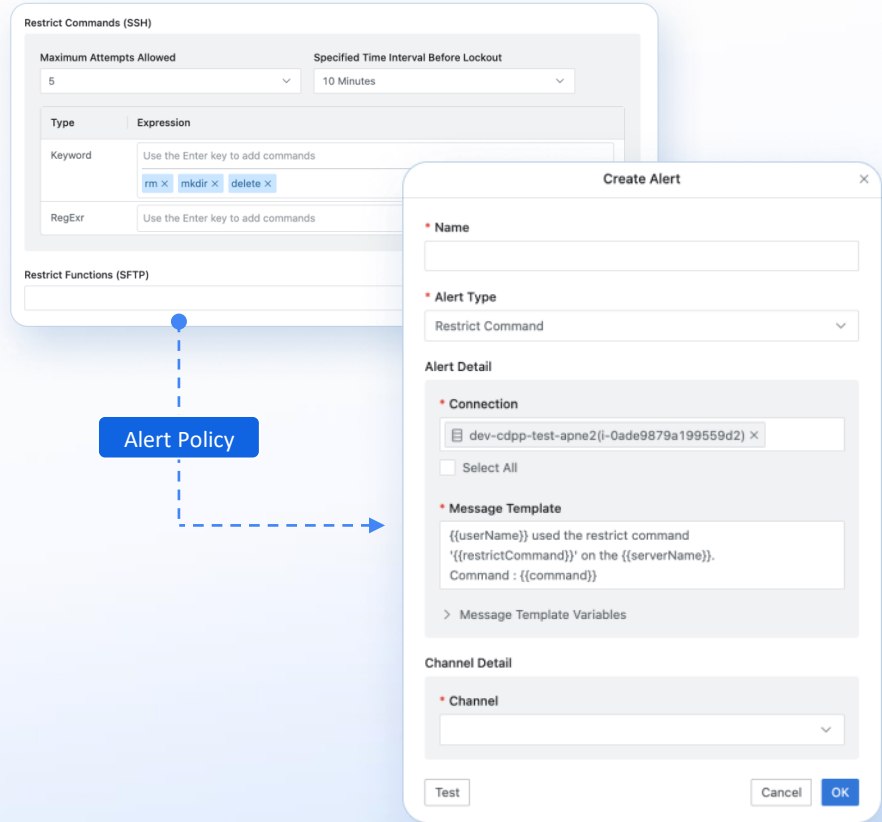 Restrict Commands (SSH)
Maximum Attempts Allowed
Specified Time Interval Before Lockout
5
10 Minutes
Type
Expression
Keyword
Use the Enter key to add commands
rm × mkdir × delete ×
RegExr
Use the Enter key to add commands
Restrict Functions (SFTP)
Alert Policy
Create Alert
* Name
* Alert Type
Restrict Command
Alert Detail
* Connection
dev-cdpp-test-apne2(i-0ade9879a199559d2) ×
Select All
* Message Template
{{userName}} used the restrict command
'{{restrictCommand}}' on the {{serverName}}.
Command : {{command}}
Message Template Variables
Channel Detail
* Channel
Test
Cancel
OK